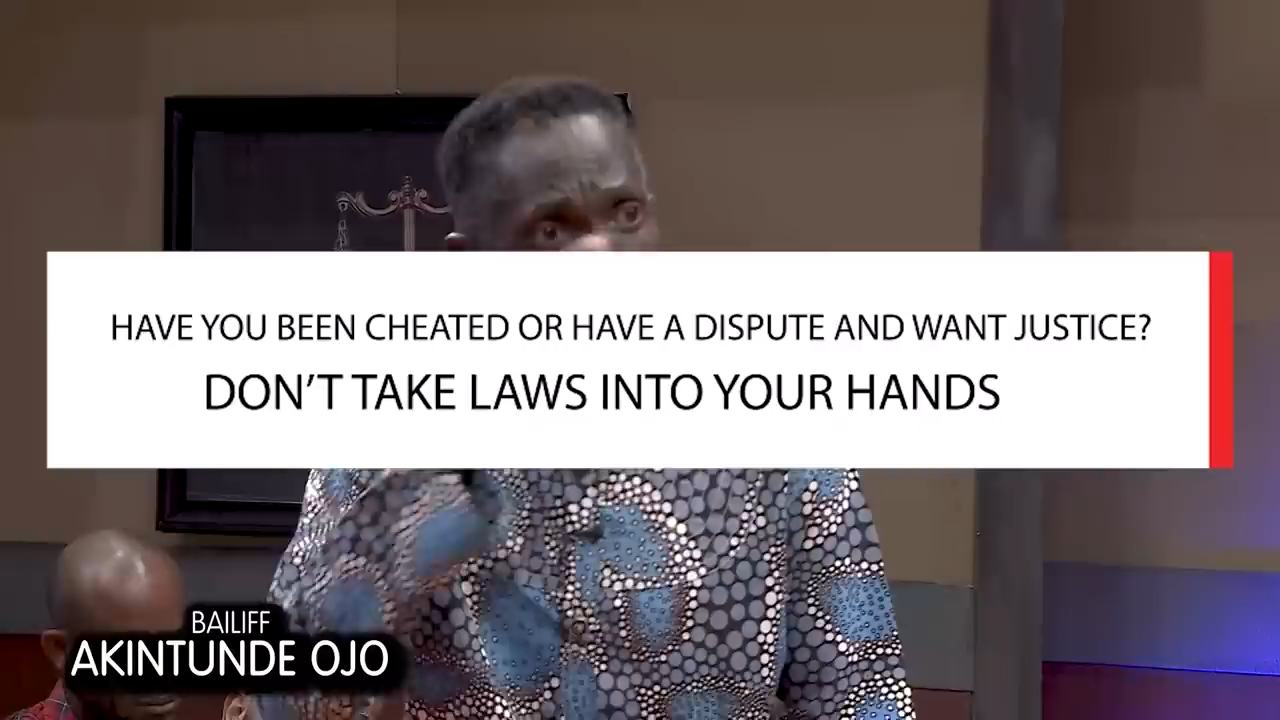 HAVE YOU BEEN CHEATED OR HAVE A DISPUTE AND WANT JUSTICE?
DON'T TAKE LAWS INTO YOUR HANDS
BAILIFF
AKINTUNDE OJO